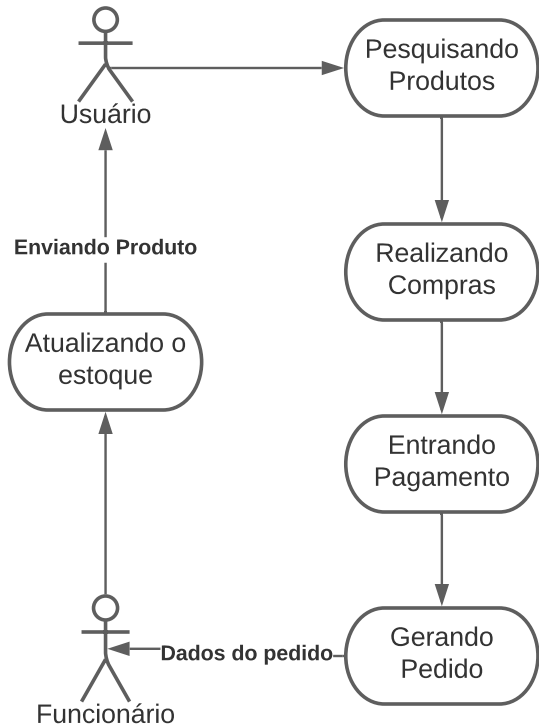 Usuário
Pesquisando
Produtos
Realizando
Compras
Entrando
Pagamento
Gerando
Pedido
Dados do pedido
Funcionário
Atualizando o
estoque
Enviando Produto